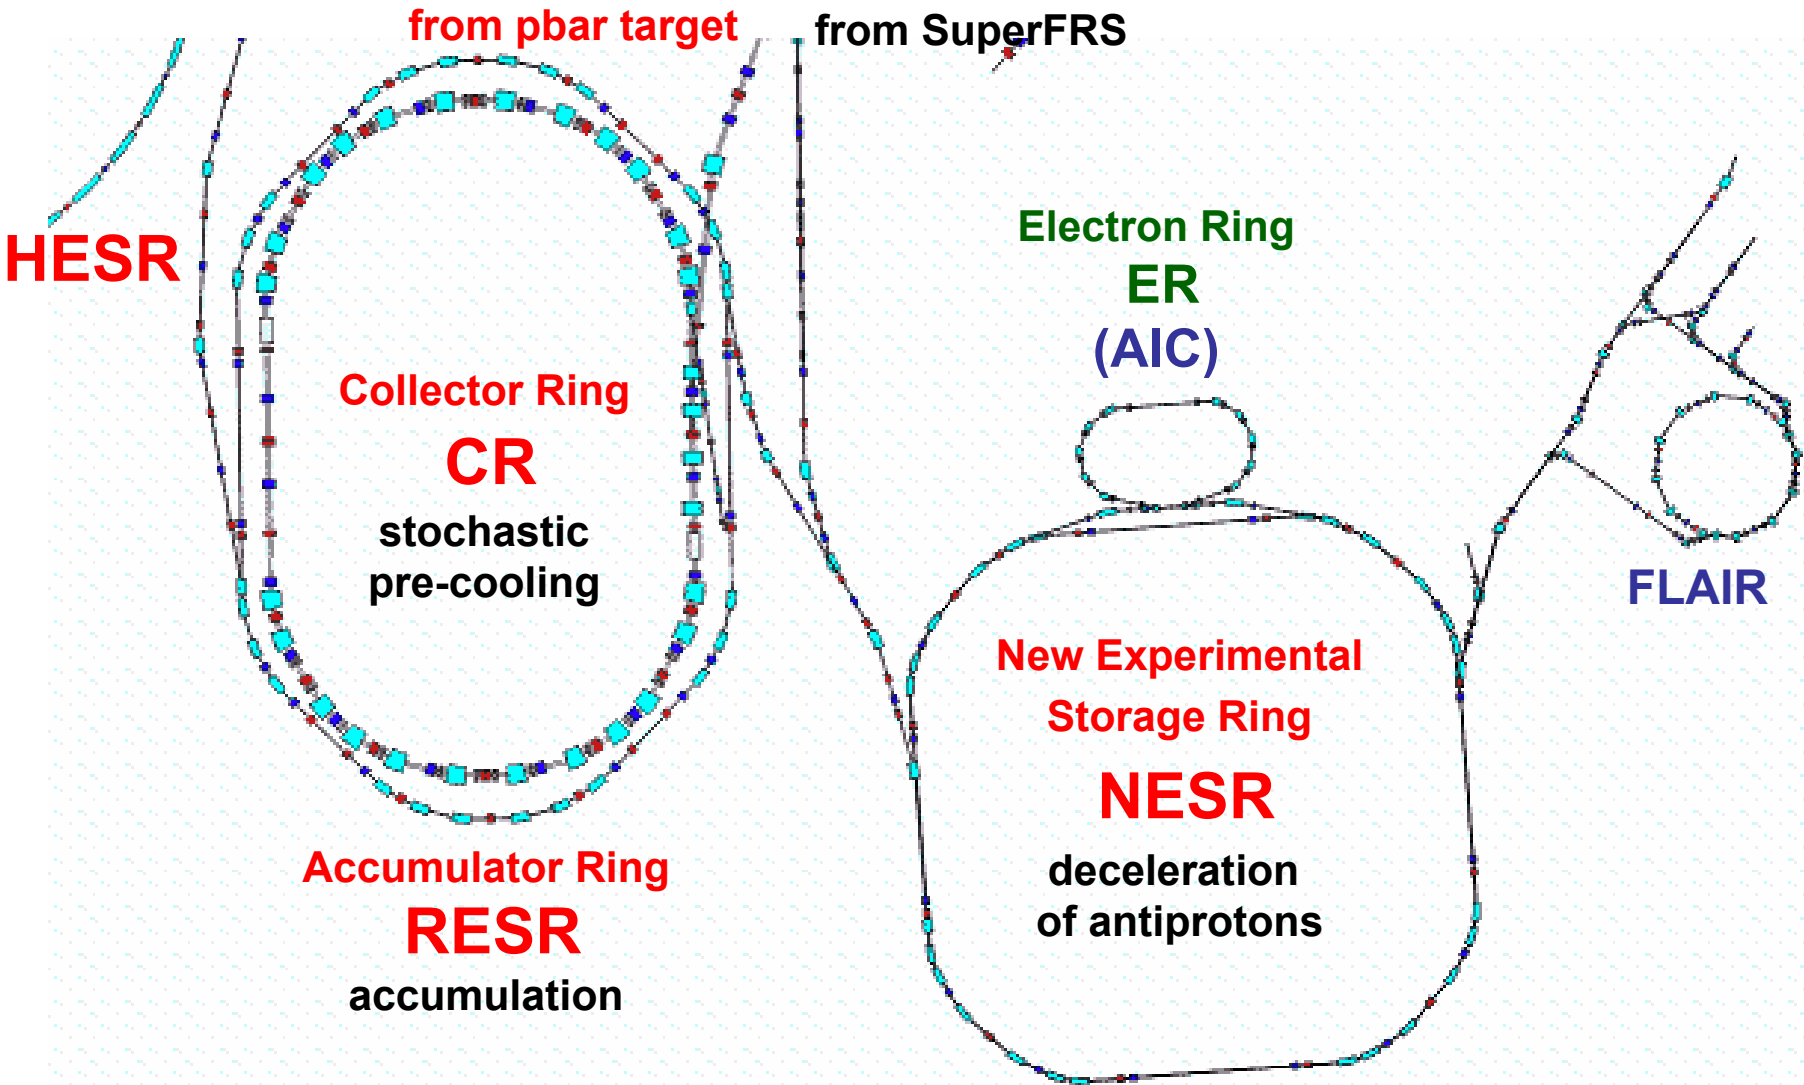 from pbar target
from SuperFRS
HESR
Electron Ring
ER
(AIC)
Collector Ring
CR
stochastic
pre-cooling
FLAIR
New Experimental
Storage Ring
NESR
deceleration
of antiprotons
Accumulator Ring
RESR
accumulation